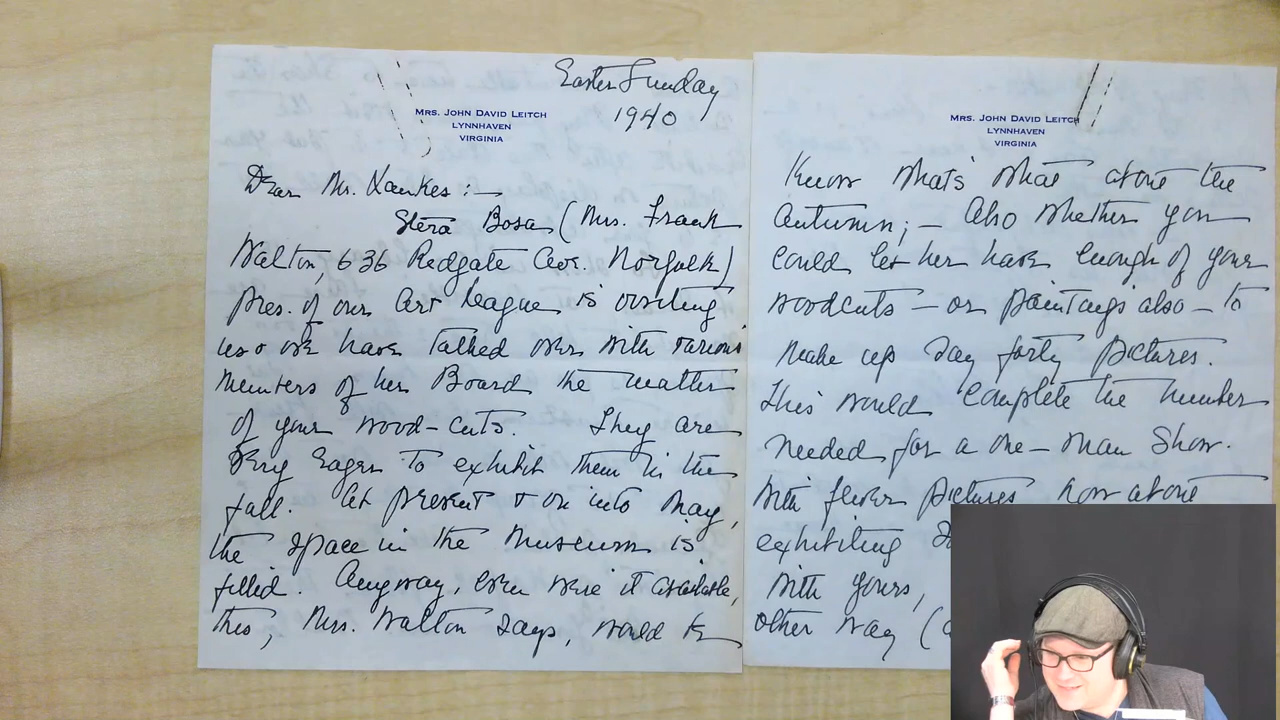 Easter Sunday
1940
MRS. JOHN DAVID LEITCH
LYNNHAVEN
VIRGINIA
Dear Mr. Lankes :—
Bosa (Mrs. Frank
Walton, 636 Redgate Ave. Norfolk)
pres. of our Art League is visiting
us & we have talked over with various
members of her Board the matter
of your wood-cuts. They are
very eager to exhibit them in the
fall. At present & on into May,
the space in the Museum is
filled. Anyway, even were it available,
this, Mrs. Walton says, would be
MRS. JOHN DAVID LEITCH
LYNNHAVEN
VIRGINIA
know what's what about the
autumn; — Also whether you
could let her have enough of your
woodcuts — or paintings also — to
make up say forty pictures.
This would complete the number
needed for a one-man show.
With fewer pictures how about
exhibiting
with yours,
other way (